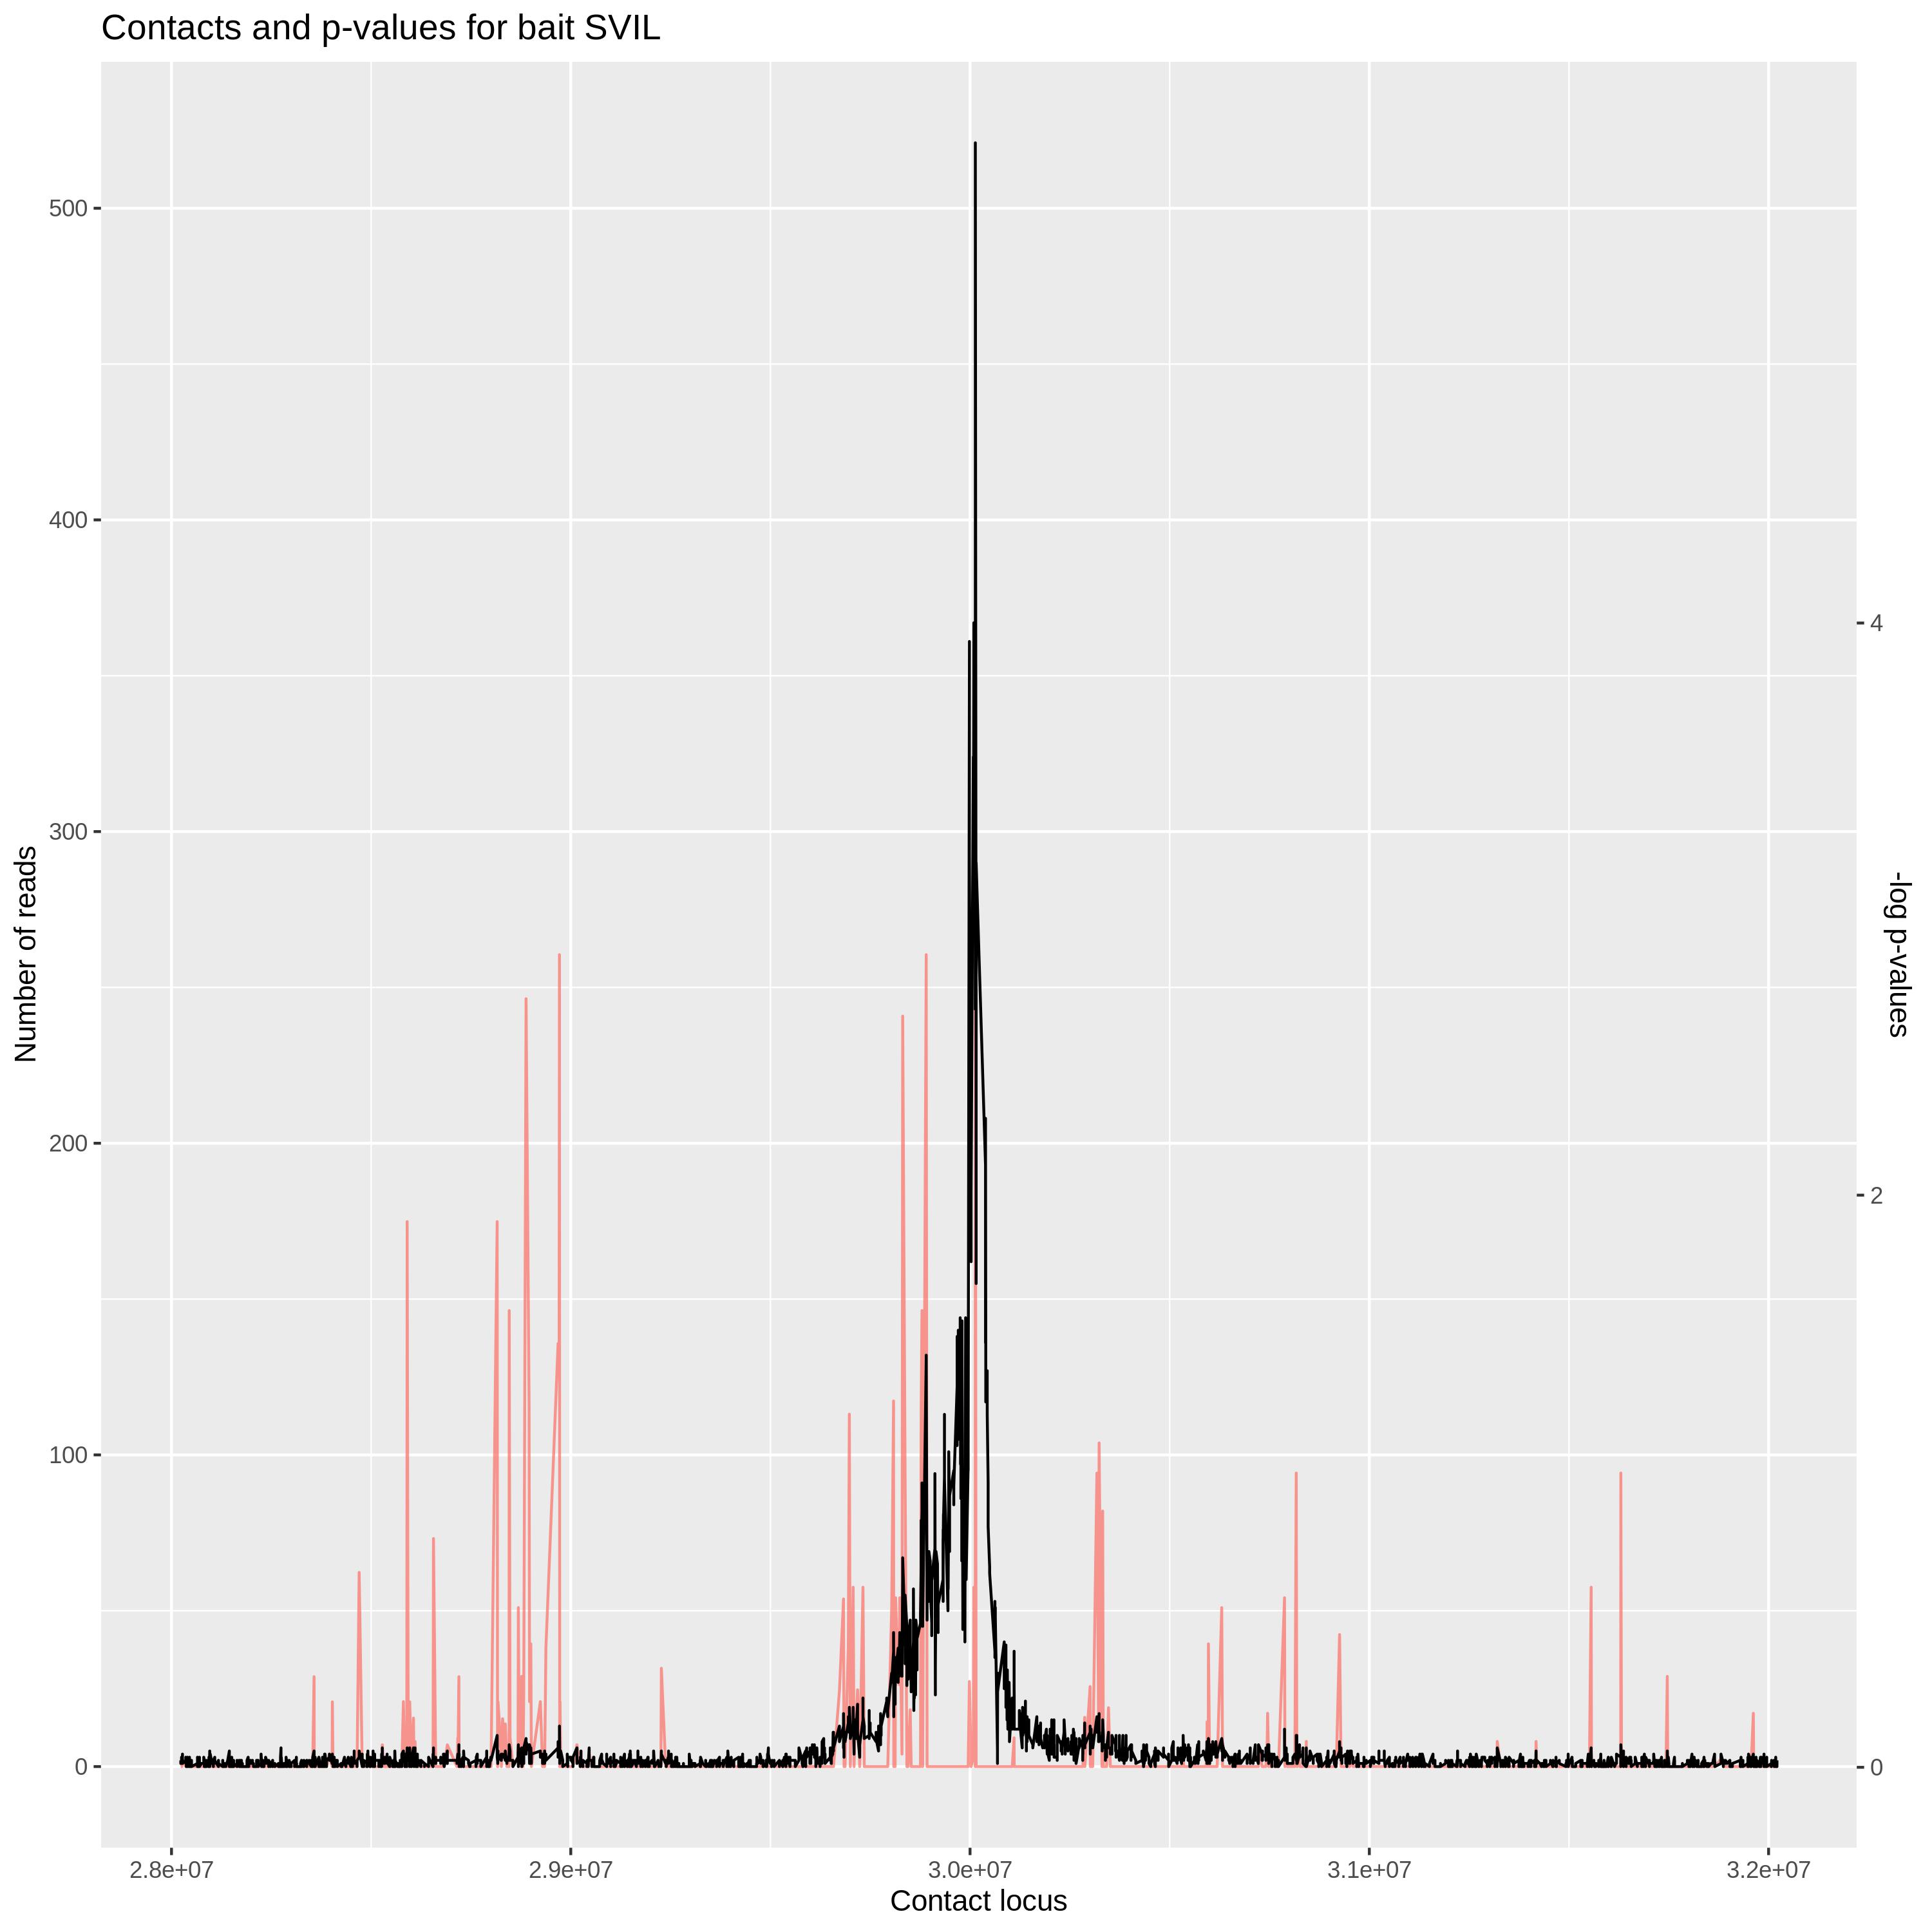 Contacts and p-values for bait SVIL
Number of reads
500
400
300
200
100
0
4
2
0
-log p-values
2.8e+07 2.9e+07 3.0e+07 3.1e+07 3.2e+07
Contact locus